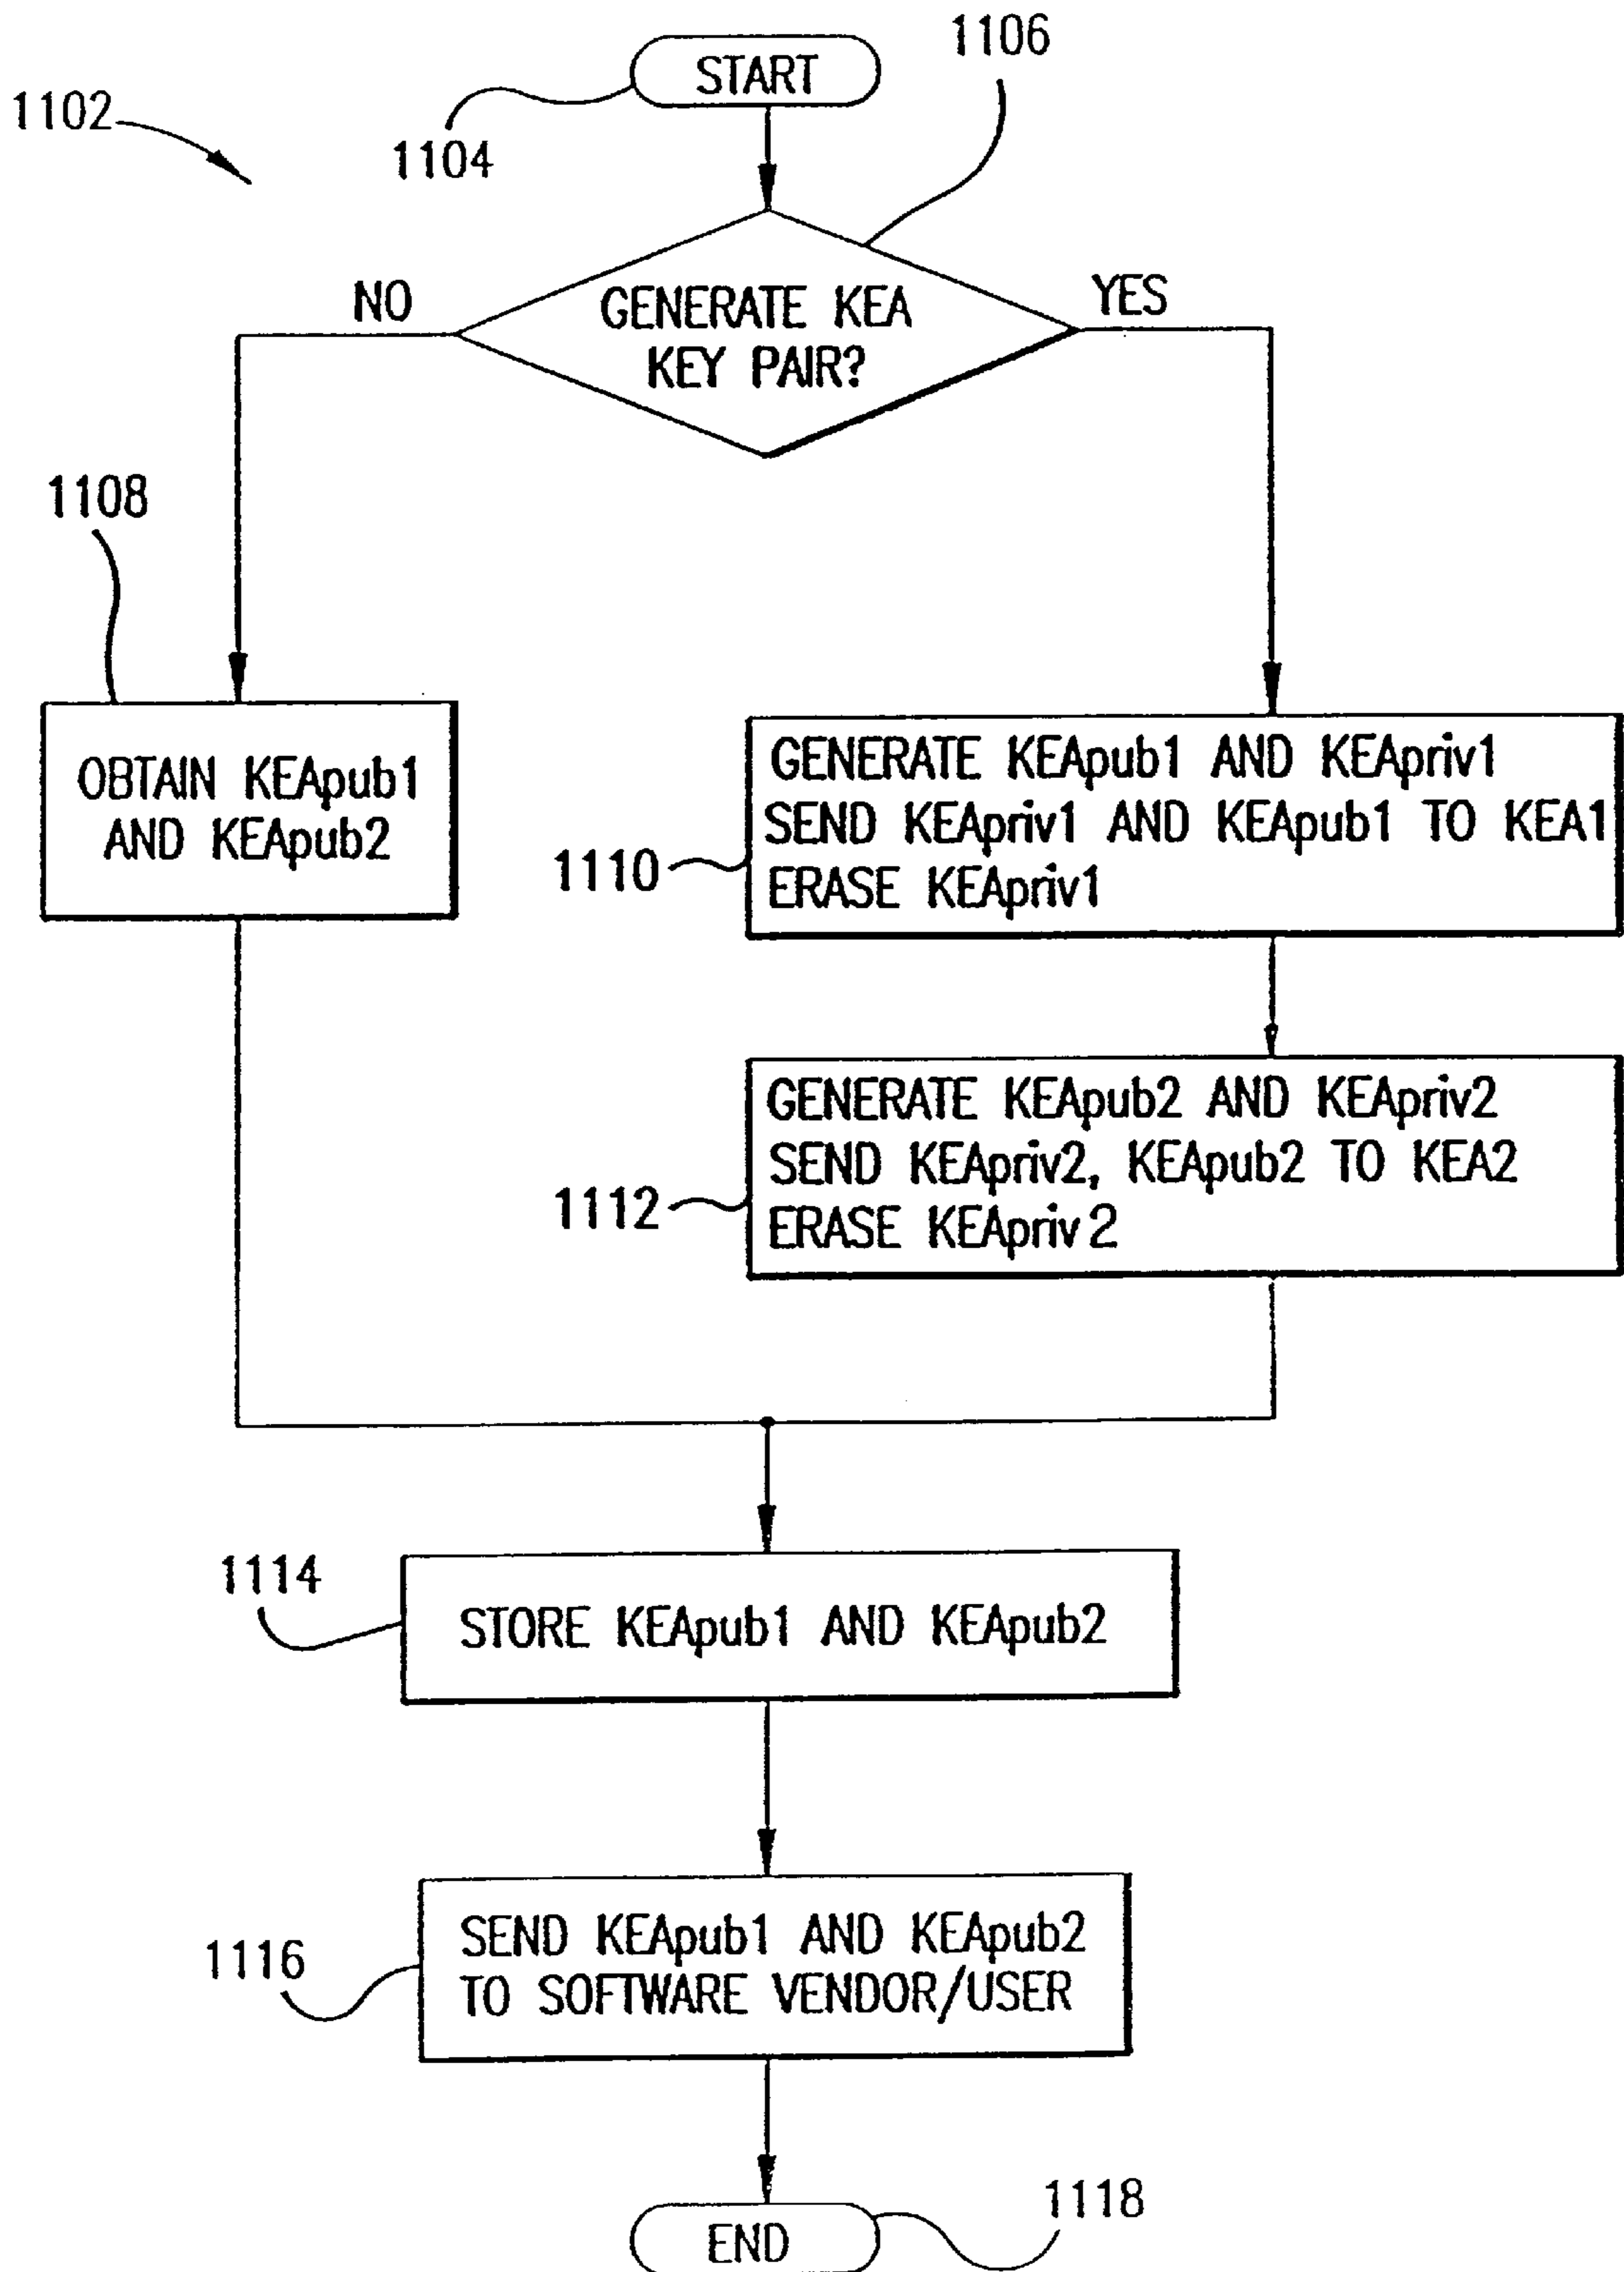 START
1106
1102
1104
NO
YES
GENERATE KEA
KEY PAIR?
1108
OBTAIN KEApub1
AND KEApub2
GENERATE KEApub1 AND KEApriv1
SEND KEApriv1 AND KEApub1 TO KEA1
ERASE KEApriv1
1110
GENERATE KEApub2 AND KEApriv2
SEND KEApriv2, KEApub2 TO KEA2
ERASE KEApriv2
1112
1114
STORE KEApub1 AND KEApub2
1116
SEND KEApub1 AND KEApub2
TO SOFTWARE VENDOR/USER
1118
END